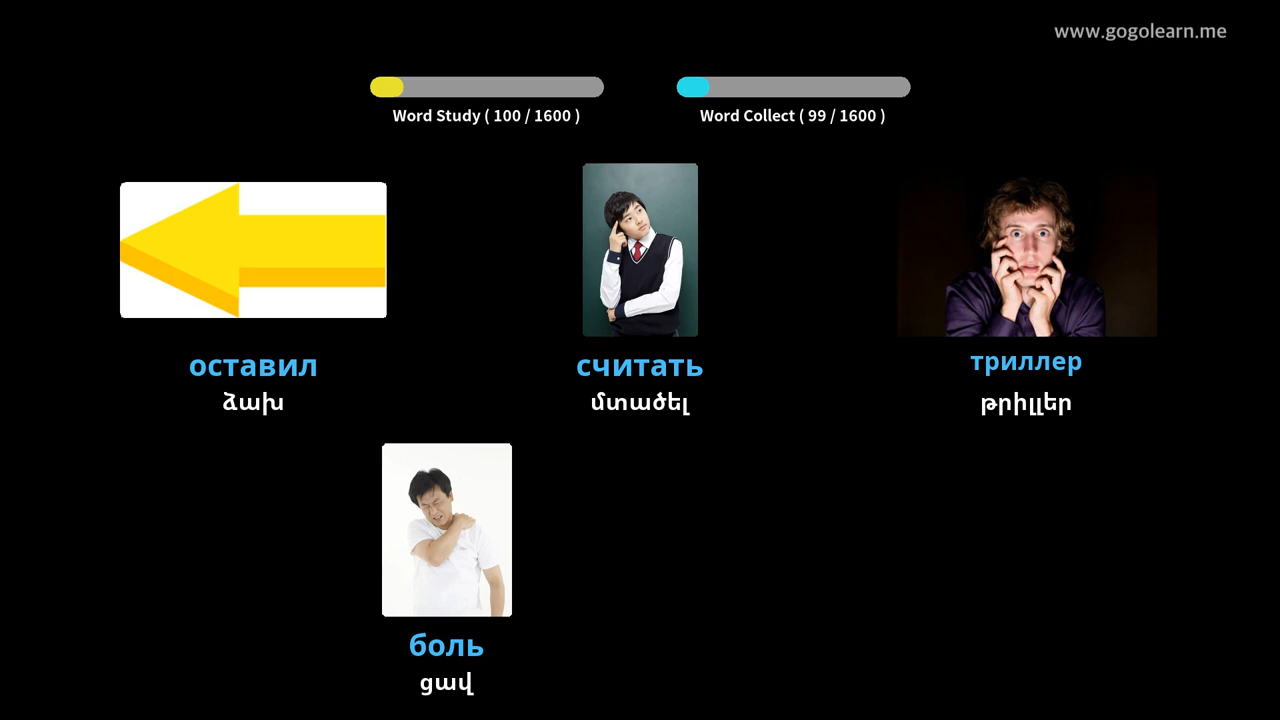 www.gogolearn.me
Word Study ( 100 / 1600 )
Word Collect ( 99 / 1600 )
оставил
ձախ
считать
մտածել
триллер
թրիլլեր
боль
ցավ